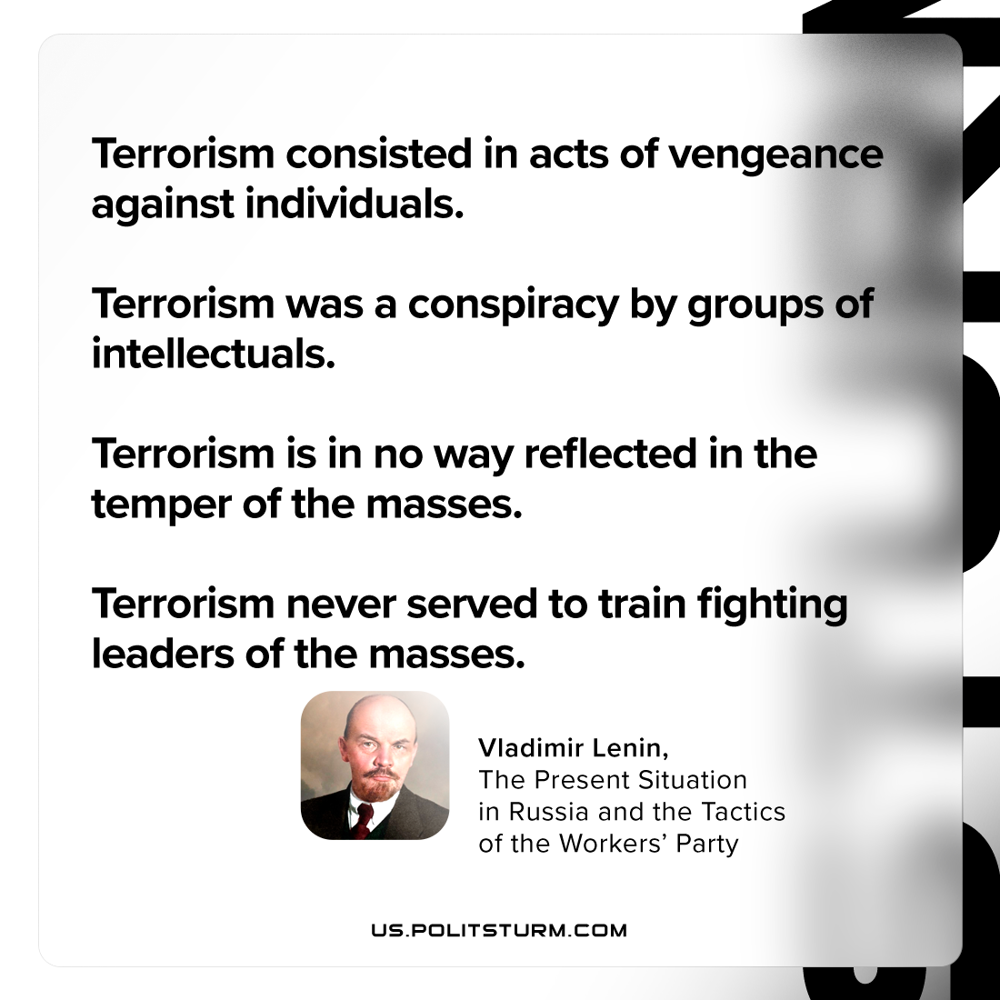 Terrorism consisted in acts of vengeance
against individuals.
Terrorism was a conspiracy by groups of
intellectuals.
Terrorism is in no way reflected in the
temper of the masses.
Terrorism never served to train fighting
leaders of the masses.
Vladimir Lenin,
The Present Situation
in Russia and the Tactics
of the Workers’ Party
US.POLITSTURM.COM